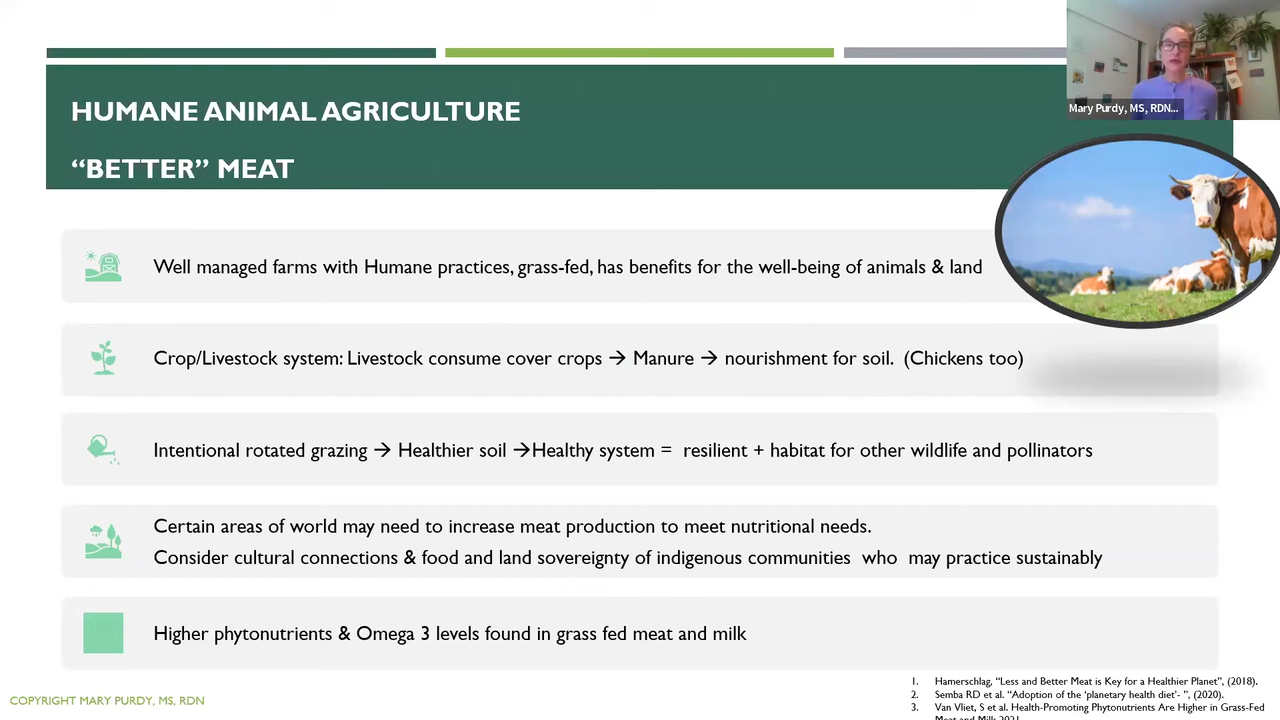 Mary Purdy, MS, RDN...
HUMANE ANIMAL AGRICULTURE
“BETTER” MEAT
Well managed farms with Humane practices, grass-fed, has benefits for the well-being of animals & land
Crop/Livestock system: Livestock consume cover crops → Manure → nourishment for soil. (Chickens too)
Intentional rotated grazing → Healthier soil →Healthy system = resilient + habitat for other wildlife and pollinators
Certain areas of world may need to increase meat production to meet nutritional needs.
Consider cultural connections & food and land sovereignty of indigenous communities who may practice sustainably
Higher phytonutrients & Omega 3 levels found in grass fed meat and milk
1. Hamerschlag, “Less and Better Meat is Key for a Healthier Planet”, (2018).
2. Semba RD et al. “Adoption of the ‘planetary health diet’- ”, (2020).
3. Van Vliet, S et al. Health-Promoting Phytonutrients Are Higher in Grass-Fed
Meat and Milk 2021
COPYRIGHT MARY PURDY, MS, RDN